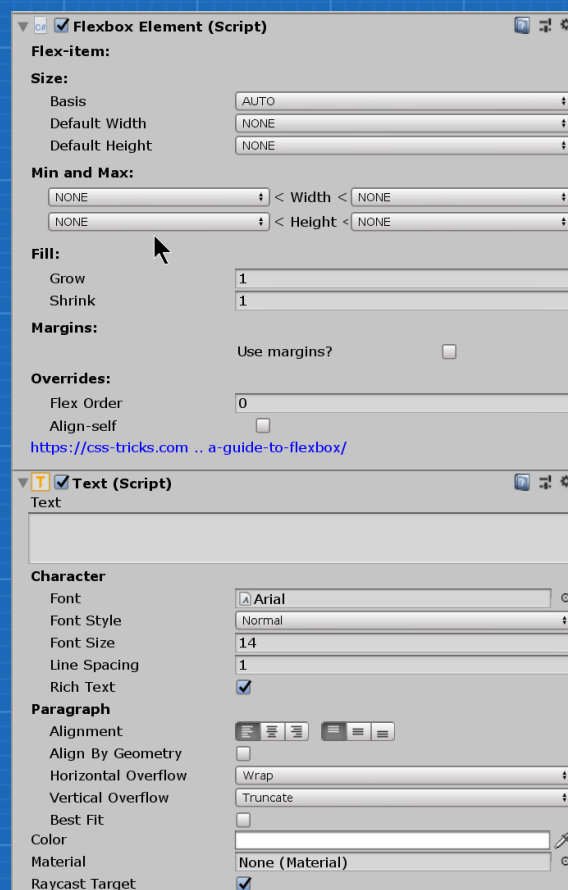 C# Flexbox Element (Script)
Flex-item:
Size:
Basis AUTO
Default Width NONE
Default Height NONE
Min and Max:
NONE < Width < NONE
NONE < Height < NONE
Fill:
Grow 1
Shrink 1
Margins:
Use margins?
Overrides:
Flex Order 0
Align-self
https://css-tricks.com .. a-guide-to-flexbox/
T Text (Script)
Text
Character
Font Arial
Font Style Normal
Font Size 14
Line Spacing 1
Rich Text
Paragraph
Alignment
Align By Geometry
Horizontal Overflow Wrap
Vertical Overflow Truncate
Best Fit
Color
Material None (Material)
Raycast Target